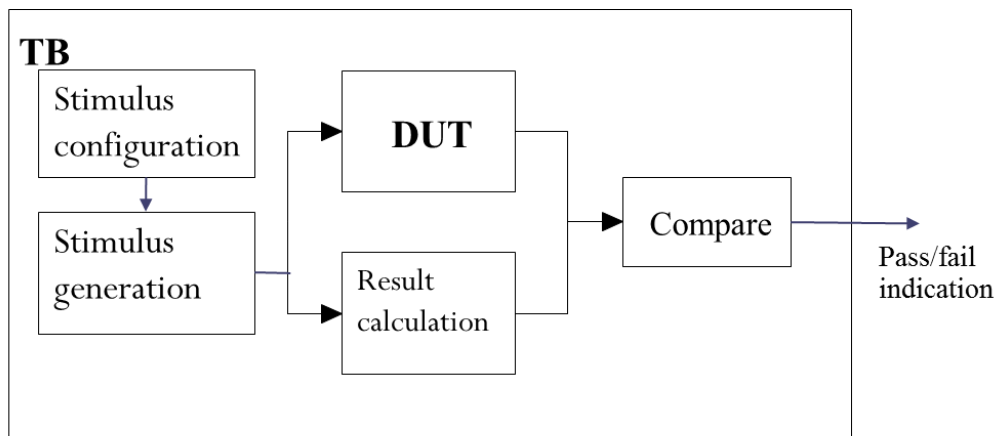 TB
Stimulus
configuration
Stimulus
generation
DUT
Result
calculation
Compare
Pass/fail
indication